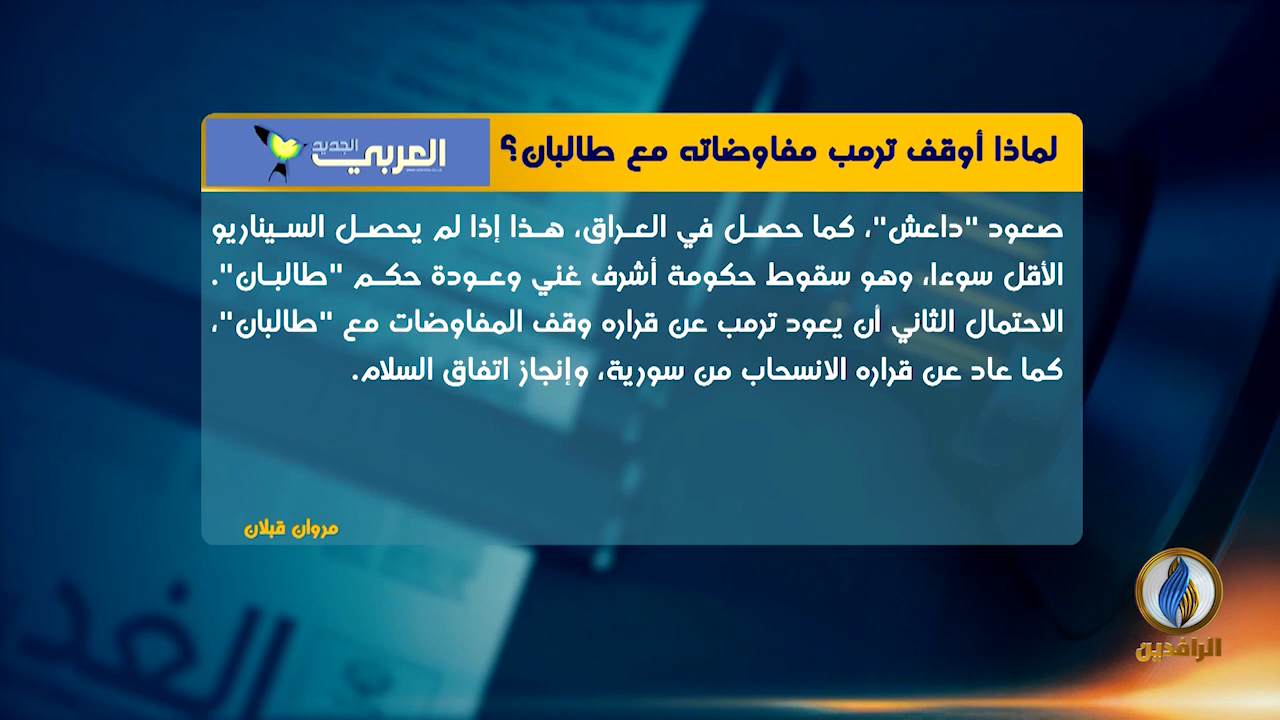 لماذا أوقف ترمب مفاوضاته مع طالبان؟
العربي الجديد
صعود "داعش"، كما حصل في العراق، هذا إذا لم يحصل السيناريو
الأقل سوءا، وهو سقوط حكومة أشرف غني وعودة حكم "طالبان".
الاحتمال الثاني أن يعود ترمب عن قراره وقف المفاوضات مع "طالبان"،
كما عاد عن قراره الانسحاب من سورية، وإنجاز اتفاق السلام.
مروان قبلان
الرافدين
الغد